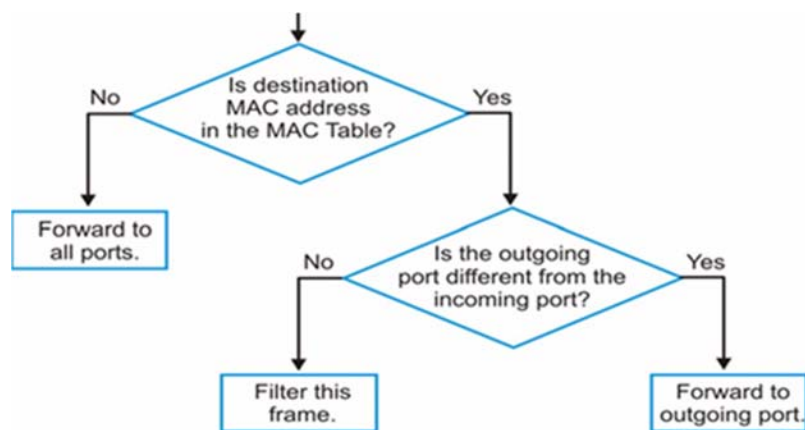 Is destination
MAC address
in the MAC Table?
No
Yes
Forward to
all ports.
Is the outgoing
port different from the
incoming port?
No
Yes
Filter this
frame.
Forward to
outgoing port.